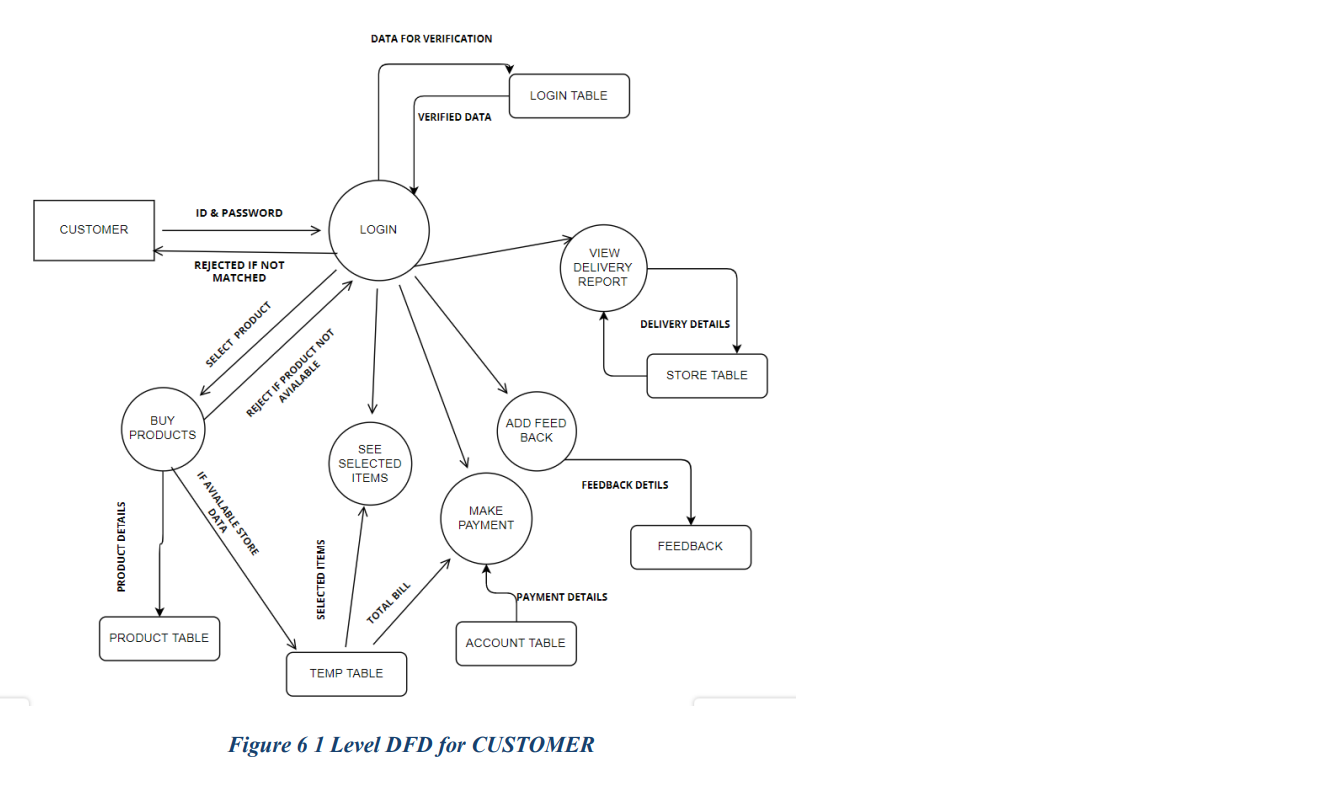 DATA FOR VERIFICATION
LOGIN TABLE
VERIFIED DATA
CUSTOMER
ID & PASSWORD
LOGIN
REJECTED IF NOT
MATCHED
VIEW
DELIVERY
REPORT
DELIVERY DETAILS
STORE TABLE
SELECT PRODUCT
REJECT IF PRODUCT NOT
AVIALABLE
BUY
PRODUCTS
SEE
SELECTED
ITEMS
ADD FEED
BACK
MAKE
PAYMENT
FEEDBACK DETILS
FEEDBACK
IF AVIALABLE STORE
DATA
PRODUCT DETAILS
SELECTED ITEMS
TOTAL BILL
PAYMENT DETAILS
PRODUCT TABLE
ACCOUNT TABLE
TEMP TABLE
Figure 6 1 Level DFD for CUSTOMER